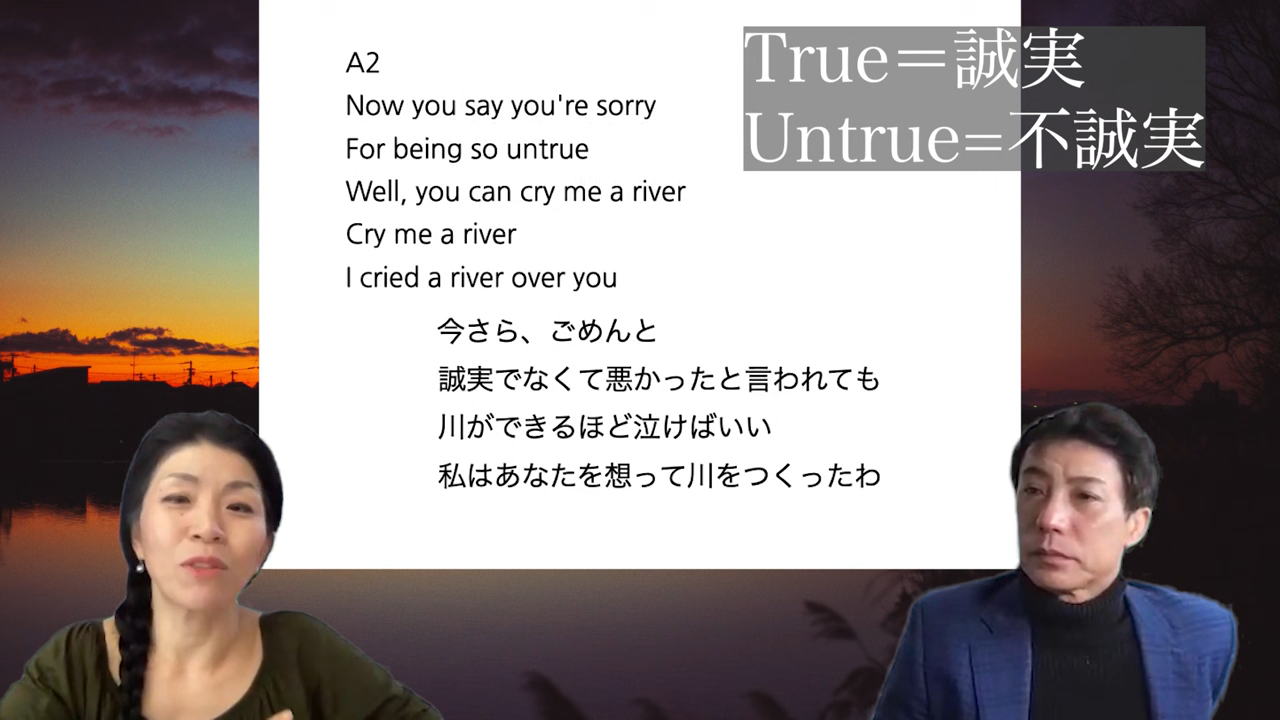 A2
Now you say you're sorry
For being so untrue
Well, you can cry me a river
Cry me a river
I cried a river over you
今さら、ごめんと
誠実でなくて悪かったと言われても
川ができるほど泣けばいい
私はあなたを想って川をつくったわ
True＝誠実
Untrue=不誠実